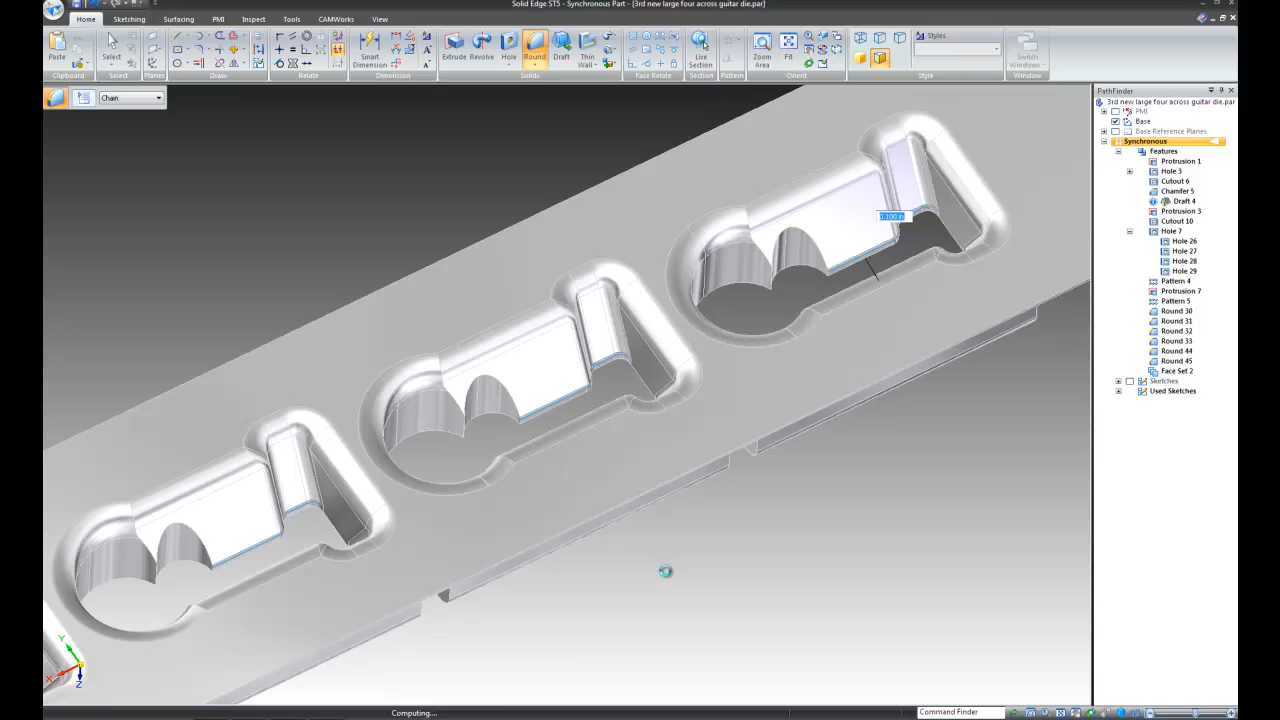 Solid Edge ST5 - Synchronous Part - [3rd new large four across guitar die.par]
Home Sketching Surfacing PMI Inspect Tools CAMWorks View
Paste Select Smart Dimension Extrude Revolve Hole Round Draft Thin Wall Live Section Zoom Area Fit Styles Switch Windows
Clipboard Select Planes Draw Relate Dimension Solids Face Relate Section Pattern Orient Style Window
Chain
PathFinder
3rd new large four across guitar die.par
PMI
Base
Base Reference Planes
Synchronous
Features
Protrusion 1
Hole 3
Cutout 6
Chamfer 5
Draft 4
Protrusion 3
Cutout 10
Hole 7
Hole 26
Hole 27
Hole 28
Hole 29
Pattern 4
Protrusion 7
Pattern 5
Round 30
Round 31
Round 32
Round 33
Round 44
Round 45
Face Set 2
Sketches
Used Sketches
0.100 in
Y
X
Z
Computing....
Command Finder